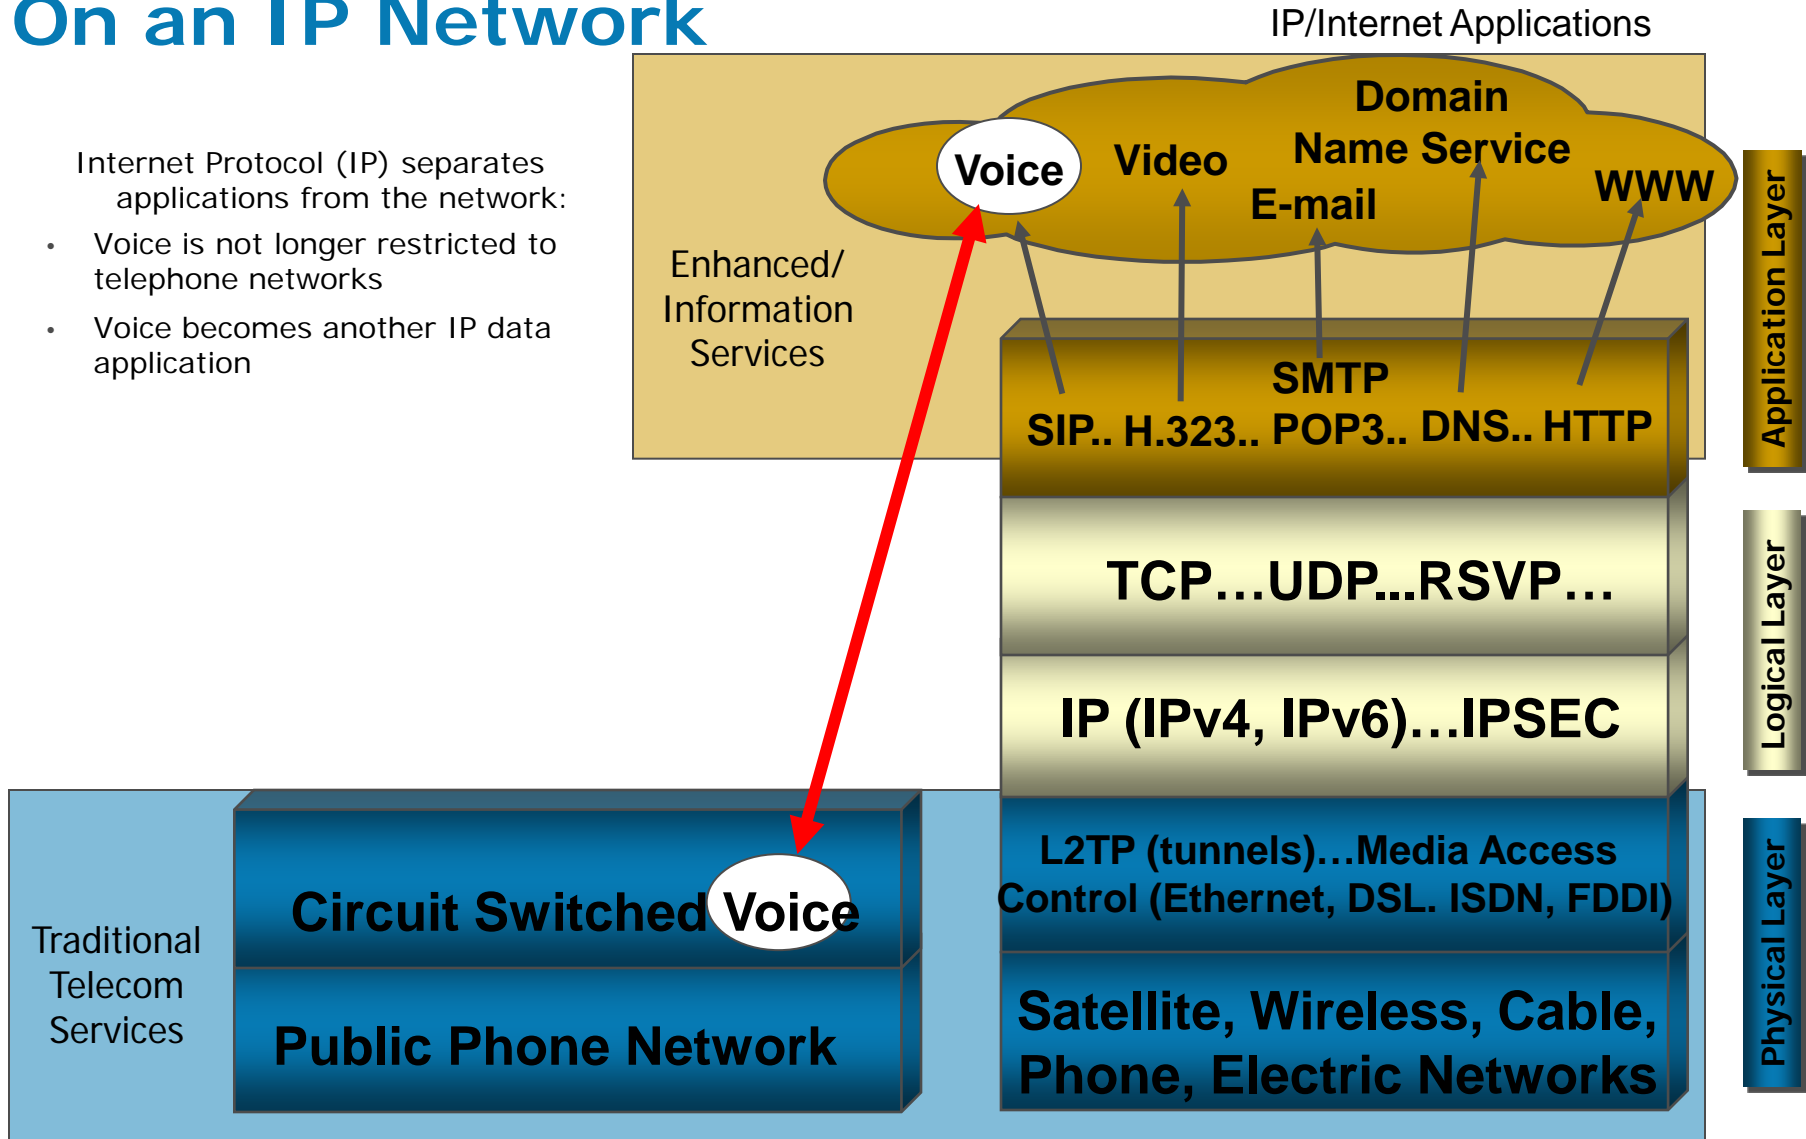 On an IP Network
IP/Internet Applications
Internet Protocol (IP) separates
applications from the network:
• Voice is not longer restricted to
telephone networks
• Voice becomes another IP data
application
Enhanced/
Information
Services
Voice
Video
Domain
Name Service
E-mail
WWW
SIP.. H.323..
SMTP
POP3..
DNS.. HTTP
TCP…UDP...RSVP…
IP (IPv4, IPv6)…IPSEC
L2TP (tunnels)…Media Access
Control (Ethernet, DSL. ISDN, FDDI)
Satellite, Wireless, Cable,
Phone, Electric Networks
Traditional
Telecom
Services
Circuit Switched Voice
Public Phone Network
Application Layer
Logical Layer
Physical Layer